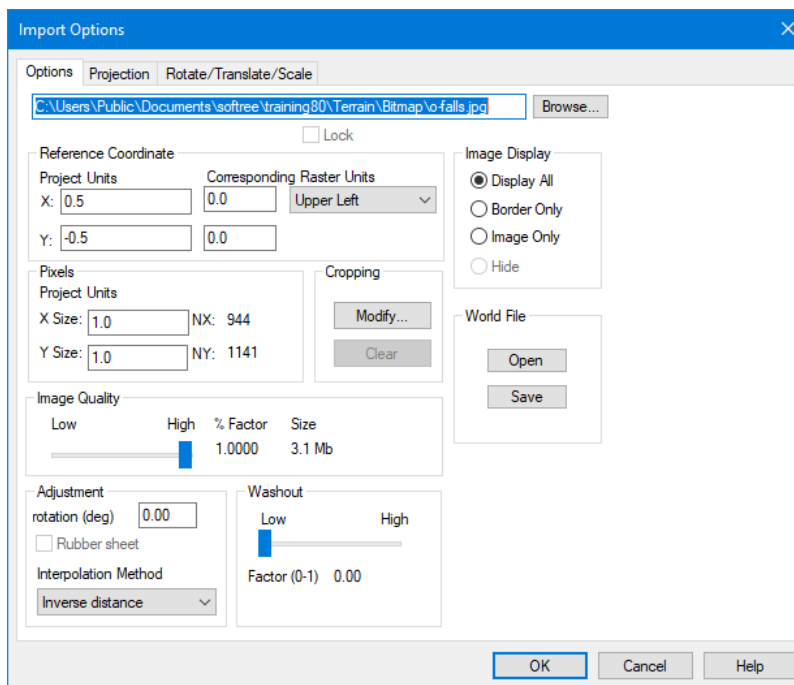 Import Options
Options Projection Rotate/Translate/Scale
C:\Users\Public\Documents\softree\training80\Terrain\Bitmap\o-falls.jpg Browse...
Lock
Reference Coordinate
Project Units Corresponding Raster Units
X: 0.5 0.0 Upper Left
Y: -0.5 0.0
Image Display
Display All
Border Only
Image Only
Hide
Pixels
Project Units
X Size: 1.0 NX: 944
Y Size: 1.0 NY: 1141
Cropping
Modify...
Clear
World File
Open
Save
Image Quality
Low High % Factor Size
1.0000 3.1 Mb
Adjustment
rotation (deg) 0.00
Rubber sheet
Interpolation Method
Inverse distance
Washout
Low High
Factor (0-1) 0.00
OK Cancel Help